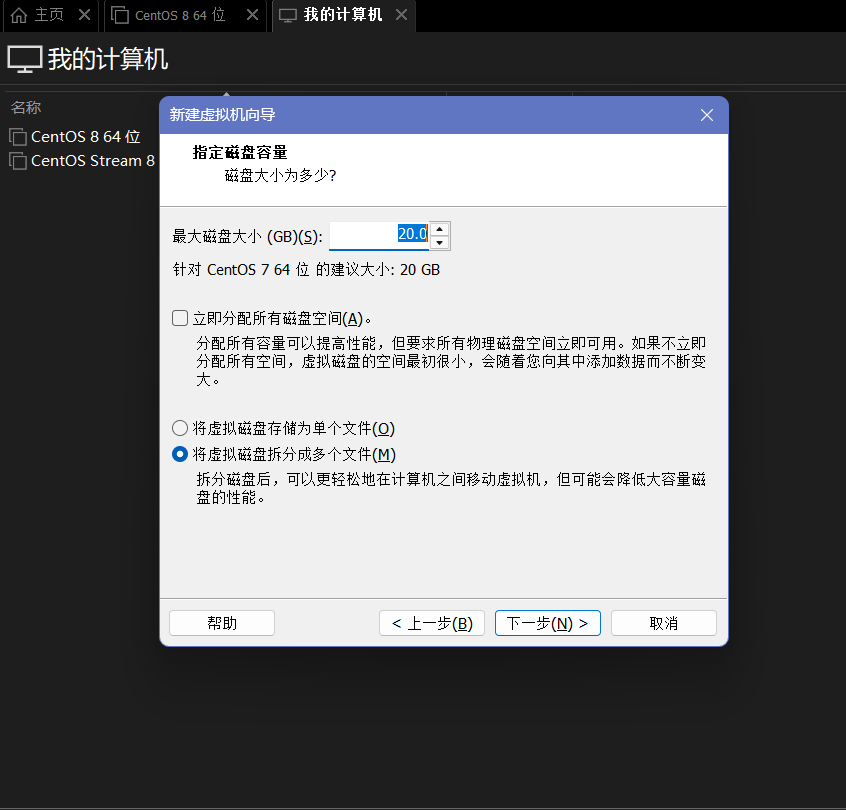 主页
CentOS 8 64 位
我的计算机
我的计算机
名称
CentOS 8 64 位
CentOS Stream 8
新建虚拟机向导
指定磁盘容量
磁盘大小为多少?
最大磁盘大小 (GB)(S): 20.0
针对 CentOS 7 64 位 的建议大小: 20 GB
立即分配所有磁盘空间(A)。
分配所有容量可以提高性能，但要求所有物理磁盘空间立即可用。如果不立即
分配所有空间，虚拟磁盘的空间最初很小，会随着您向其中添加数据而不断变
大。
将虚拟磁盘存储为单个文件(O)
将虚拟磁盘拆分成多个文件(M)
拆分磁盘后，可以更轻松地在计算机之间移动虚拟机，但可能会降低大容量磁
盘的性能。
帮助
< 上一步(B)
下一步(N) >
取消